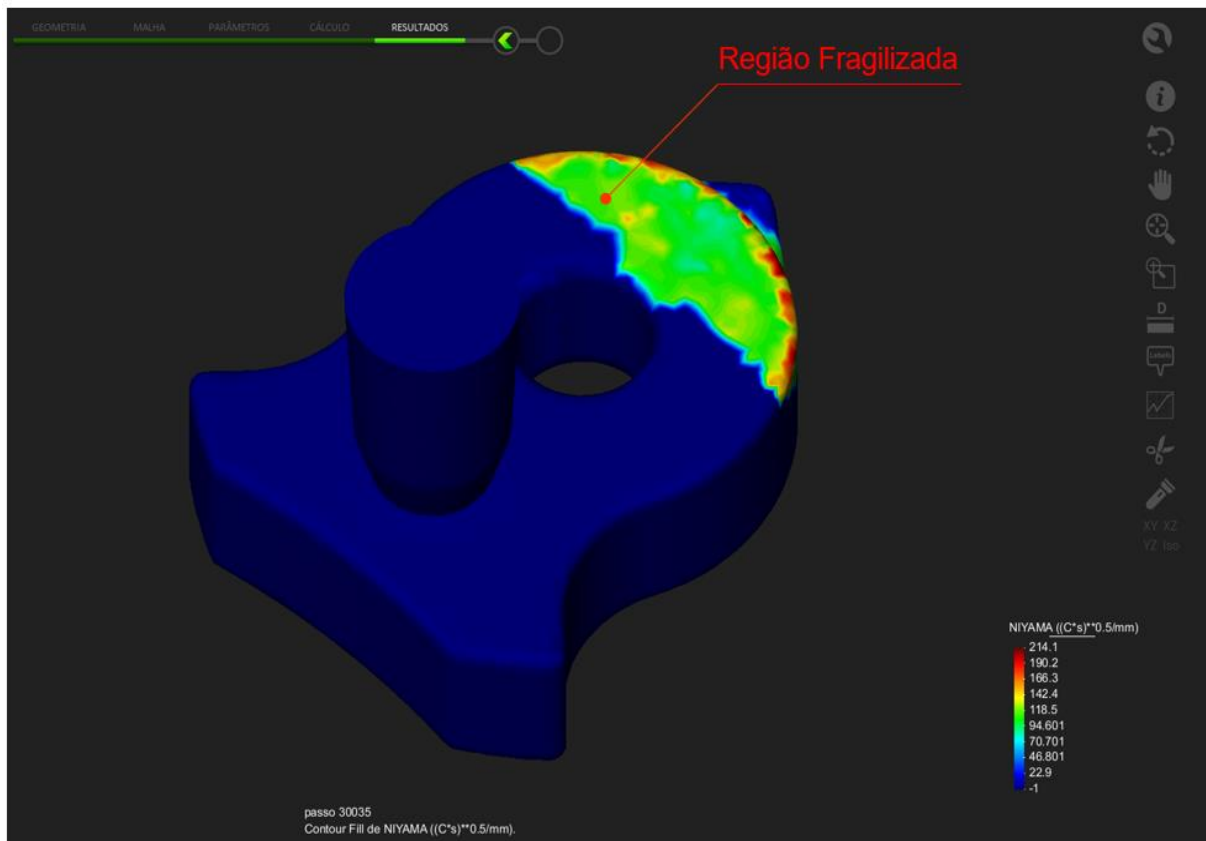 GEOMETRIA MALHA PARÂMETROS CÁLCULO RESULTADOS
Região Fragilizada
D
Labels
XY XZ
YZ Iso
NIYAMA ((C*s)**0.5/mm)
214.1
190.2
166.3
142.4
118.5
94.601
70.701
46.801
22.9
-1
passo 30035
Contour Fill de NIYAMA ((C*s)**0.5/mm).